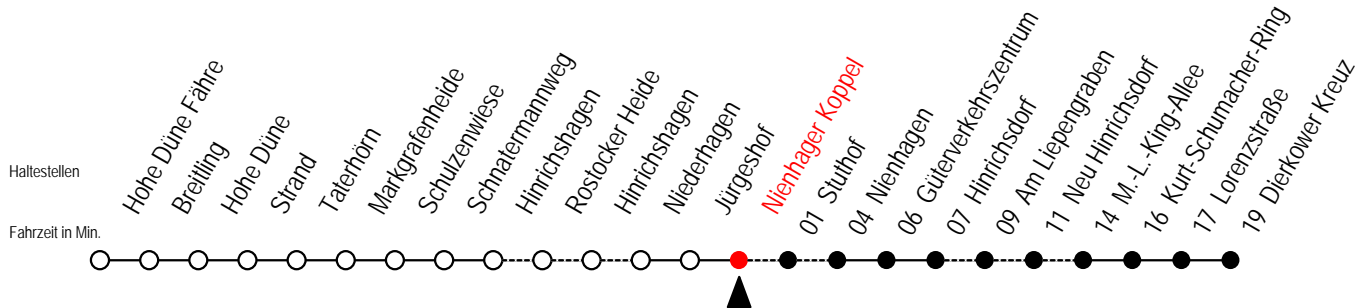 Haltestellen
Fahrzeit in Min.
Hohe Düne Fähre
Breitling
Hohe Düne
Strand
Taterhörn
Markgrafenheide
Schulzenwiese
Schnatermannweg
Hinrichshagen
Rostocker Heide
Hinrichshagen
Niederhagen
Jürgeshof
Nienhager Koppel
01 Stuthof
04 Nienhagen
06 Güterverkehrszentrum
07 Hinrichsdorf
09 Am Liepengraben
11 Neu Hinrichsdorf
14 M.-L.-King-Allee
16 Kurt-Schumacher-Ring
17 Lorenzstraße
19 Dierkower Kreuz